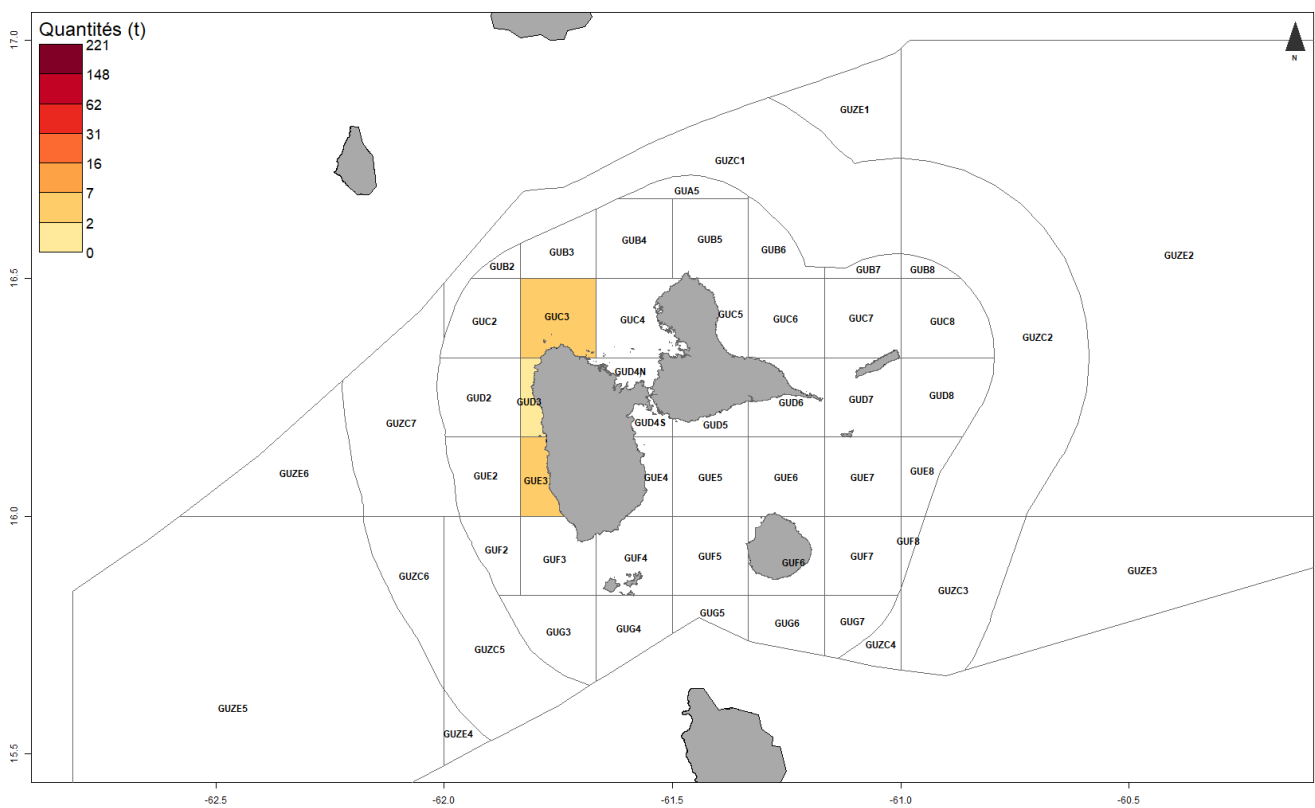 Quantités (t)
221
148
62
31
16
7
2
0
N
17.0
16.5
16.0
15.5
GUZE1
GUZC1
GUA5
GUB4
GUB5
GUB3
GUB6
GUB2
GUB7
GUB8
GUZE2
GUC2
GUC3
GUC4
GUC5
GUC6
GUC7
GUC8
GUZC2
GUD4N
GUD2
GUD3
GUD6
GUD7
GUD8
GUZC7
GUD4S
GUD5
GUZE6
GUE2
GUE3
GUE4
GUE5
GUE6
GUE7
GUE8
GUF8
GUF2
GUF3
GUF4
GUF5
GUF6
GUF7
GUZE3
GUZC6
GUZC3
GUG5
GUG3
GUG4
GUG6
GUG7
GUZC4
GUZC5
GUZE5
GUZE4
-62.5
-62.0
-61.5
-61.0
-60.5